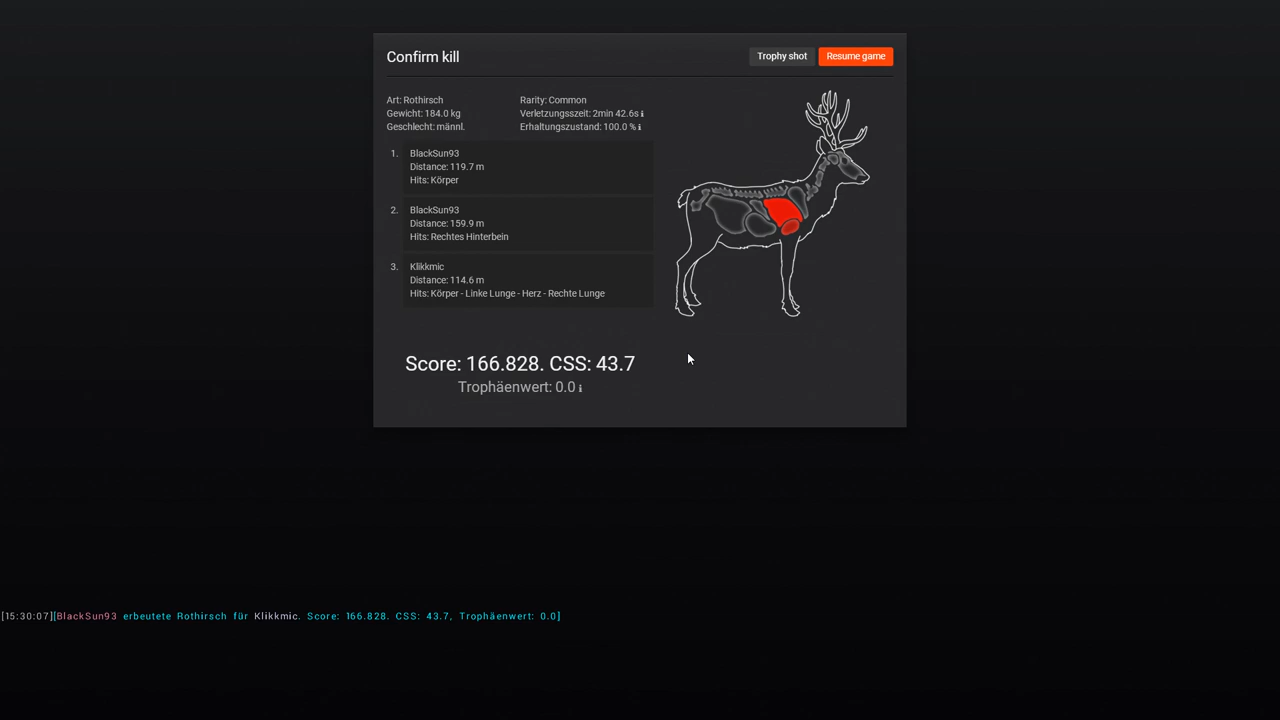 Confirm kill
Trophy shot
Resume game
Art: Rothirsch
Gewicht: 184.0 kg
Geschlecht: männl.
Rarity: Common
Verletzungszeit: 2min 42.6s i
Erhaltungszustand: 100.0 % i
1. BlackSun93
Distance: 119.7 m
Hits: Körper
2. BlackSun93
Distance: 159.9 m
Hits: Rechtes Hinterbein
3. Klikkmic
Distance: 114.6 m
Hits: Körper - Linke Lunge - Herz - Rechte Lunge
Score: 166.828. CSS: 43.7
Trophäenwert: 0.0 i
[15:30:07][BlackSun93 erbeutete Rothirsch für Klikkmic. Score: 166.828. CSS: 43.7, Trophäenwert: 0.0]